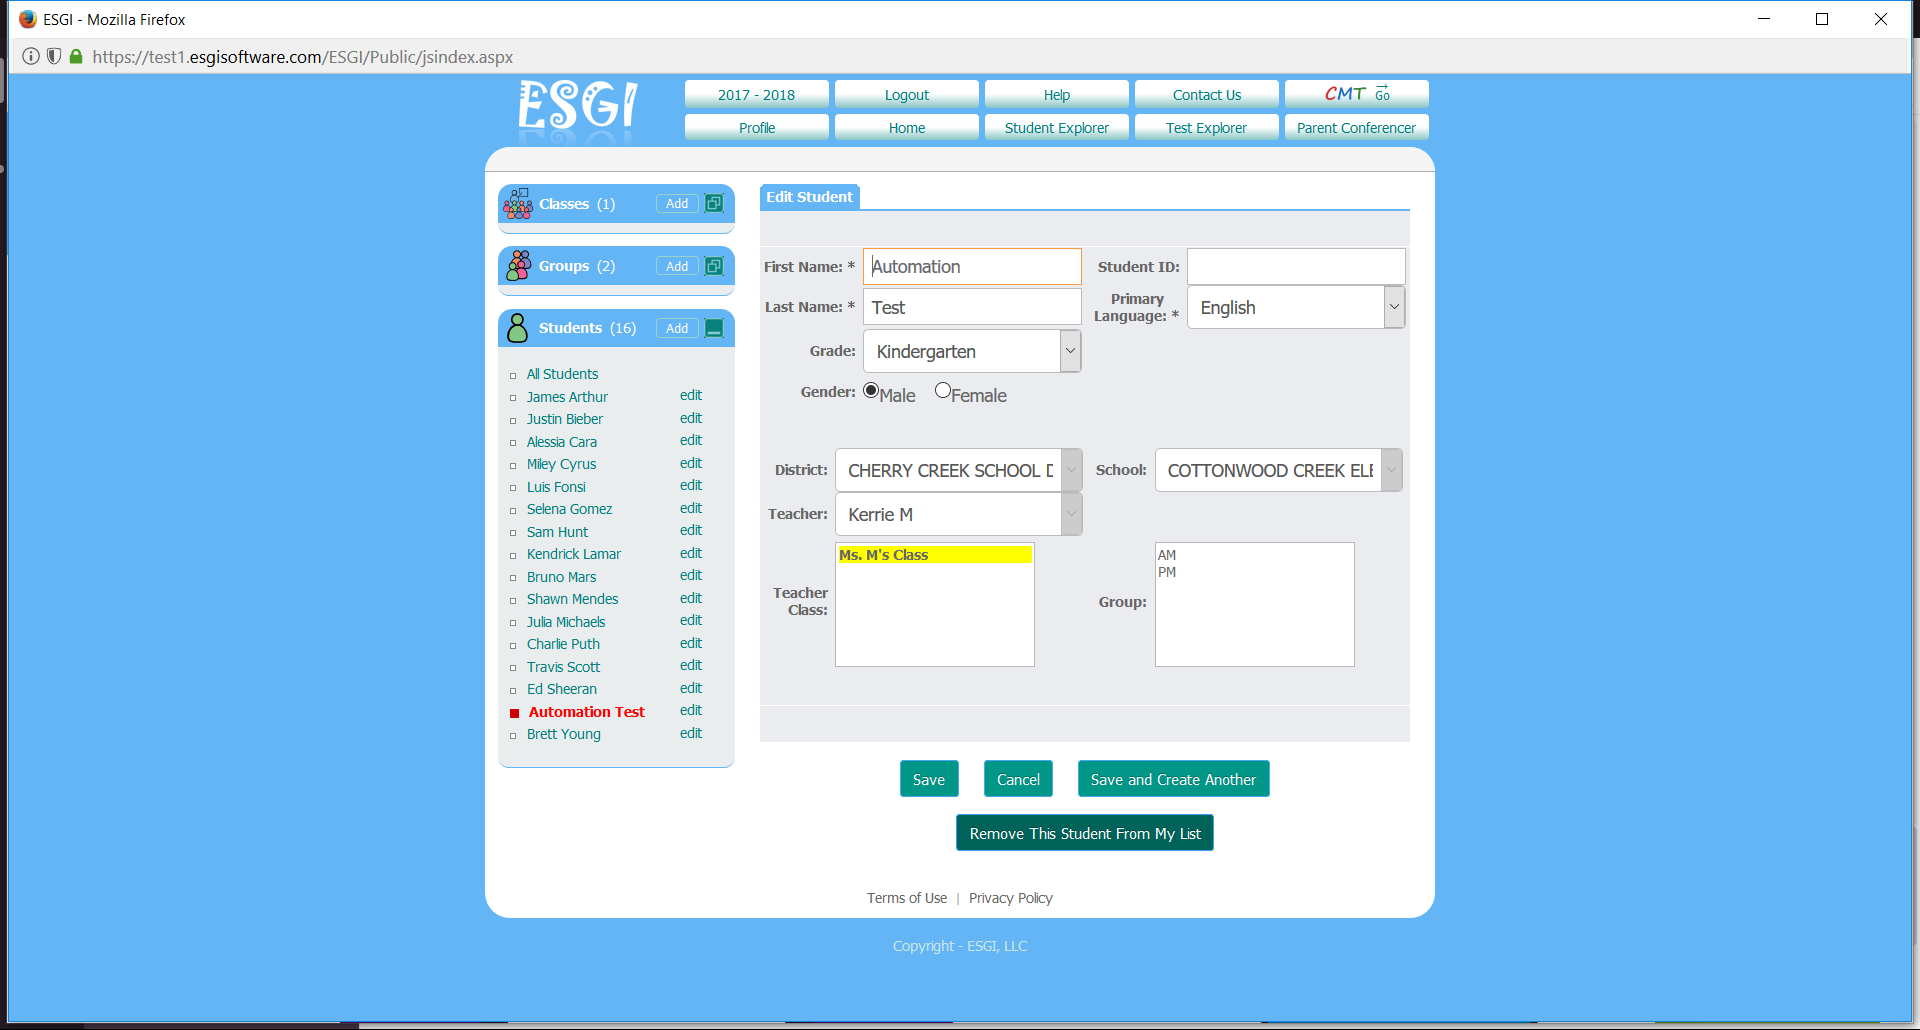 ESGI - Mozilla Firefox
https://test1.esgisoftware.com/ESGI/Public/jsindex.aspx
ESGI
2017 - 2018
Logout
Help
Contact Us
CMT Go
Profile
Home
Student Explorer
Test Explorer
Parent Conferencer
Classes (1) Add
Groups (2) Add
Students (16) Add
All Students
James Arthur edit
Justin Bieber edit
Alessia Cara edit
Miley Cyrus edit
Luis Fonsi edit
Selena Gomez edit
Sam Hunt edit
Kendrick Lamar edit
Bruno Mars edit
Shawn Mendes edit
Julia Michaels edit
Charlie Puth edit
Travis Scott edit
Ed Sheeran edit
Automation Test edit
Brett Young edit
Edit Student
First Name: * Automation
Student ID:
Last Name: * Test
Primary
Language: * English
Grade: Kindergarten
Gender: Male Female
District: CHERRY CREEK SCHOOL D
School: COTTONWOOD CREEK ELE
Teacher: Kerrie M
Teacher
Class:
Ms. M's Class
Group:
AM
PM
Save
Cancel
Save and Create Another
Remove This Student From My List
Terms of Use | Privacy Policy
Copyright - ESGI, LLC